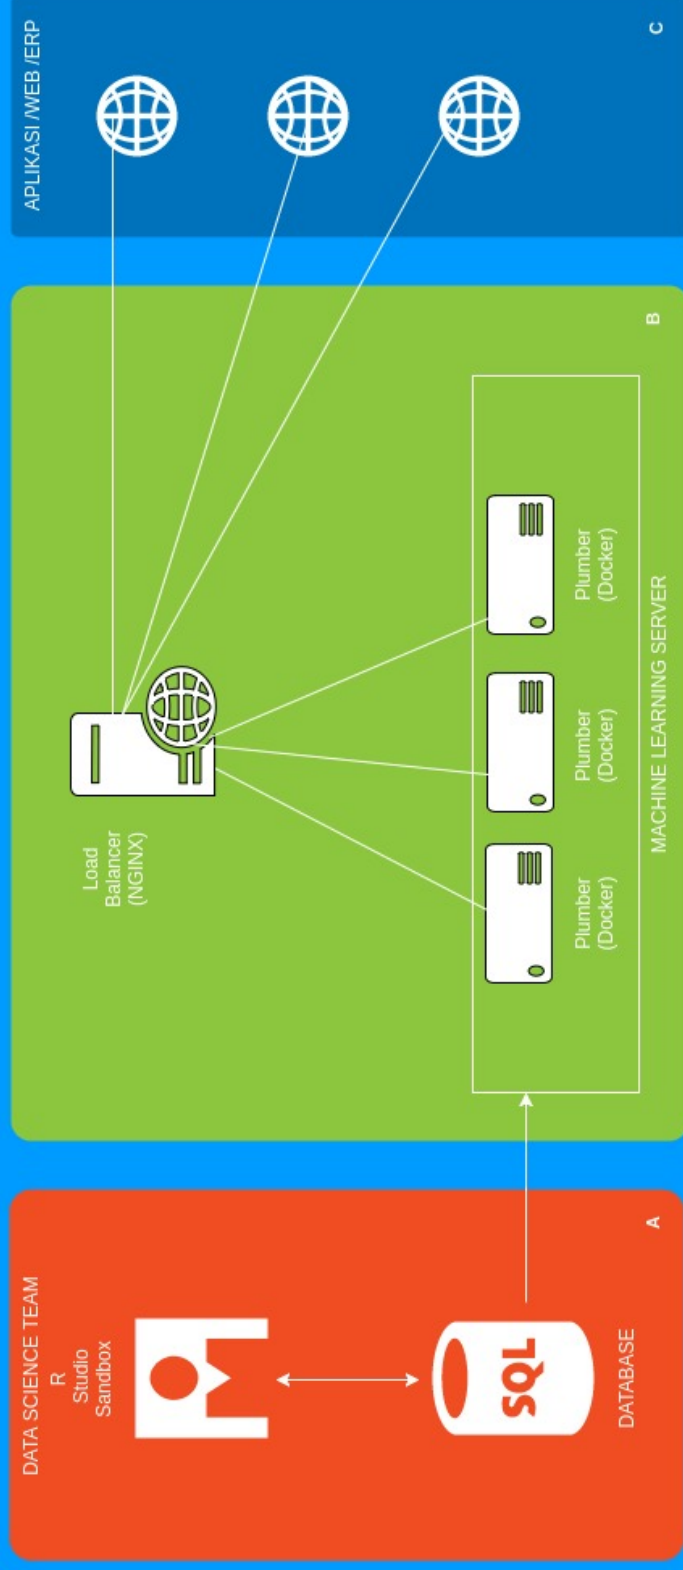 DATA SCIENCE TEAM
R
Studio
Sandbox
SQL
DATABASE
A
Load
Balancer
(NGINX)
Plumber
(Docker)
Plumber
(Docker)
Plumber
(Docker)
MACHINE LEARNING SERVER
B
APLIKASI /WEB /ERP
C